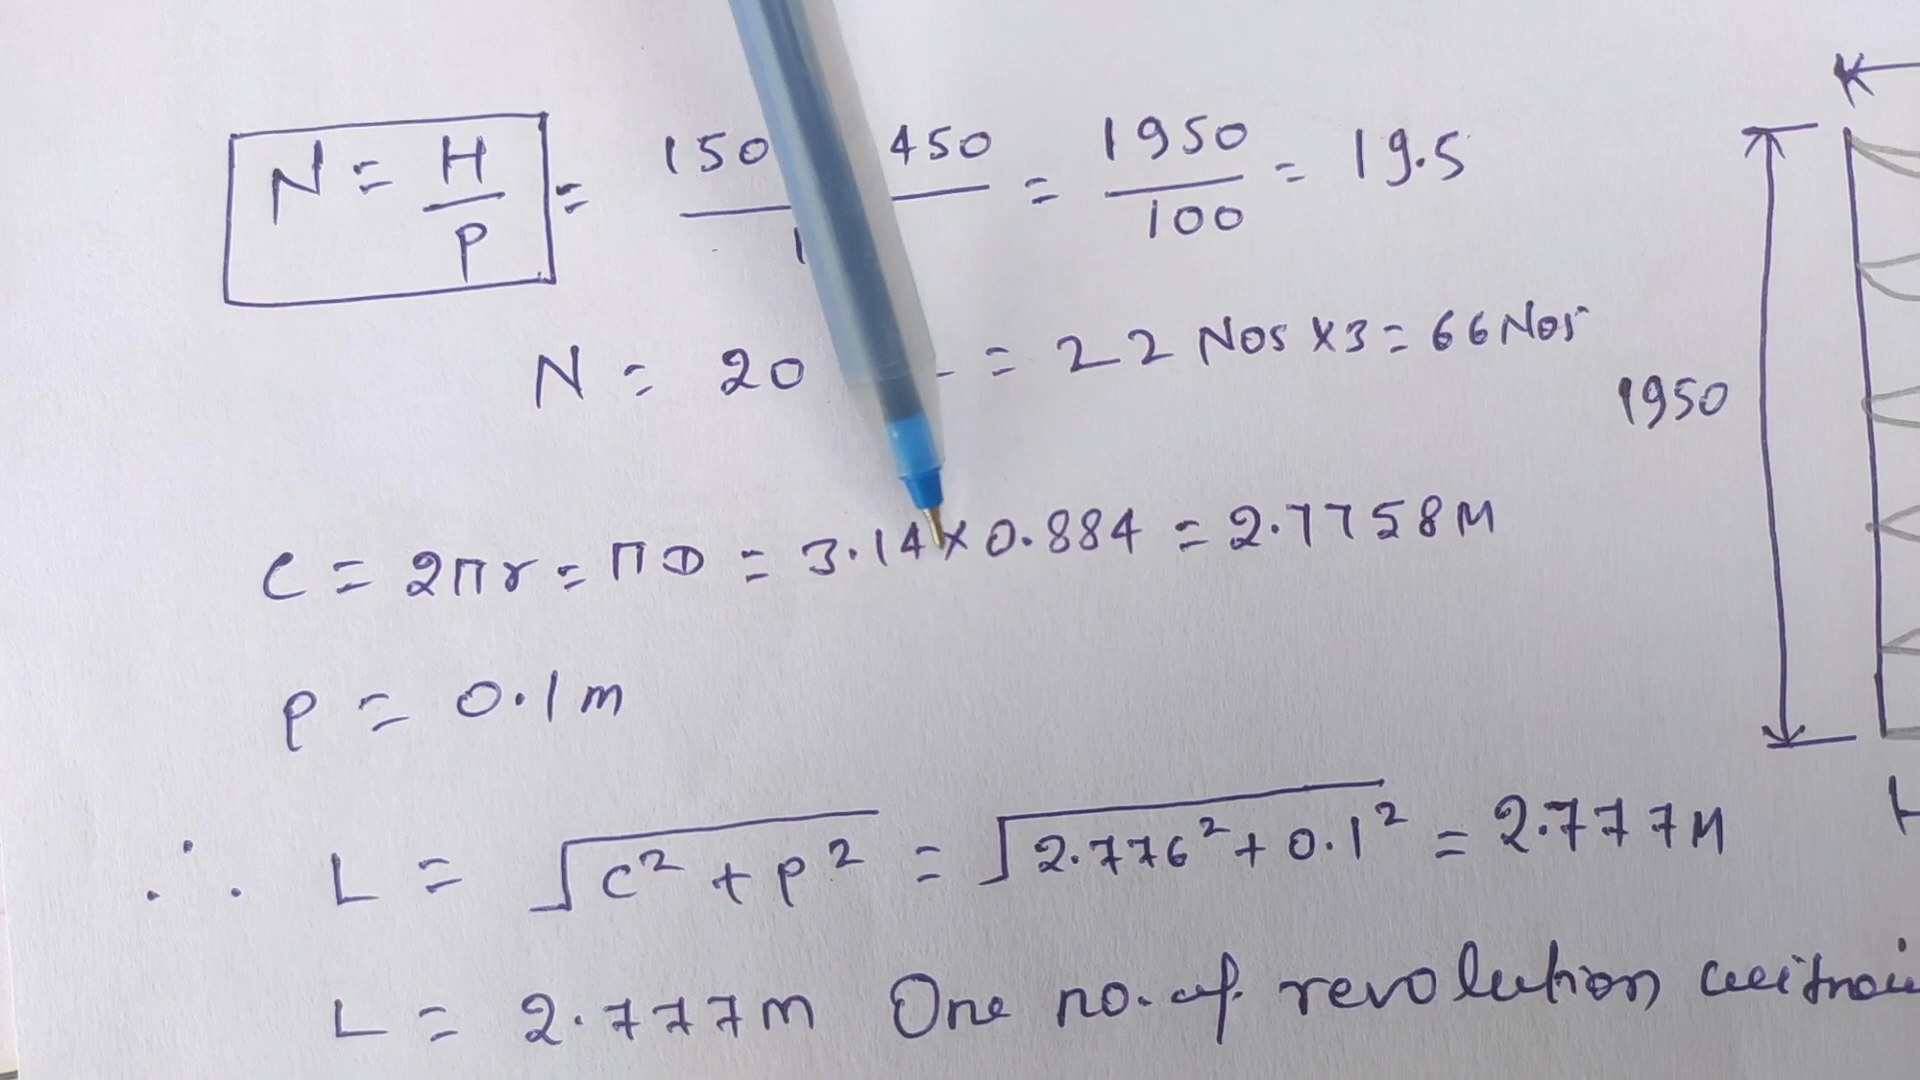 N = H/P = 150 450 = 1950/100 = 19.5
N = 20 - = 22 Nos x3 = 66 Nos
1950
C = 2πr = πD = 3.14 x 0.884 = 2.7758 M
P = 0.1 m
∴ L = √C² + P² = √2.776² + 0.1² = 2.777 M
L = 2.777 m One no. of. revolution